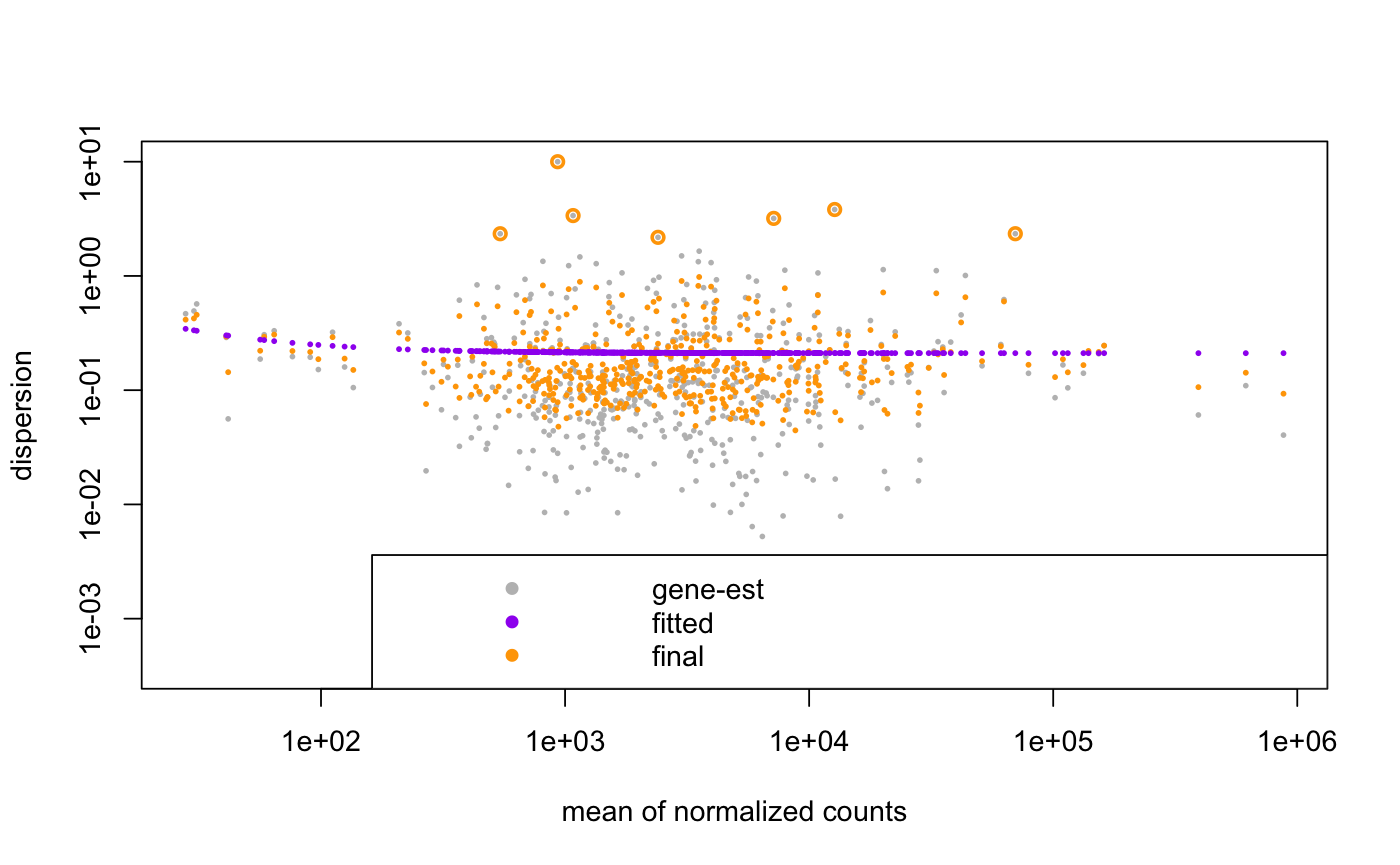 dispersion
1e+01
1e+00
1e-01
1e-02
1e-03
gene-est
fitted
final
1e+02
1e+03
1e+04
1e+05
1e+06
mean of normalized counts